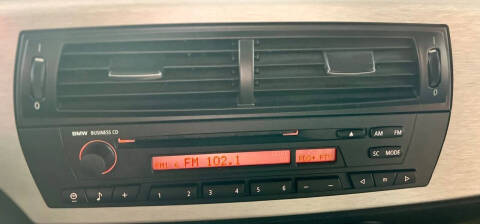 I I
O O
BMW BUSINESS CD
AM FM
FM 102.1
SC MODE
+ 1 2 3 4 5 6 - m